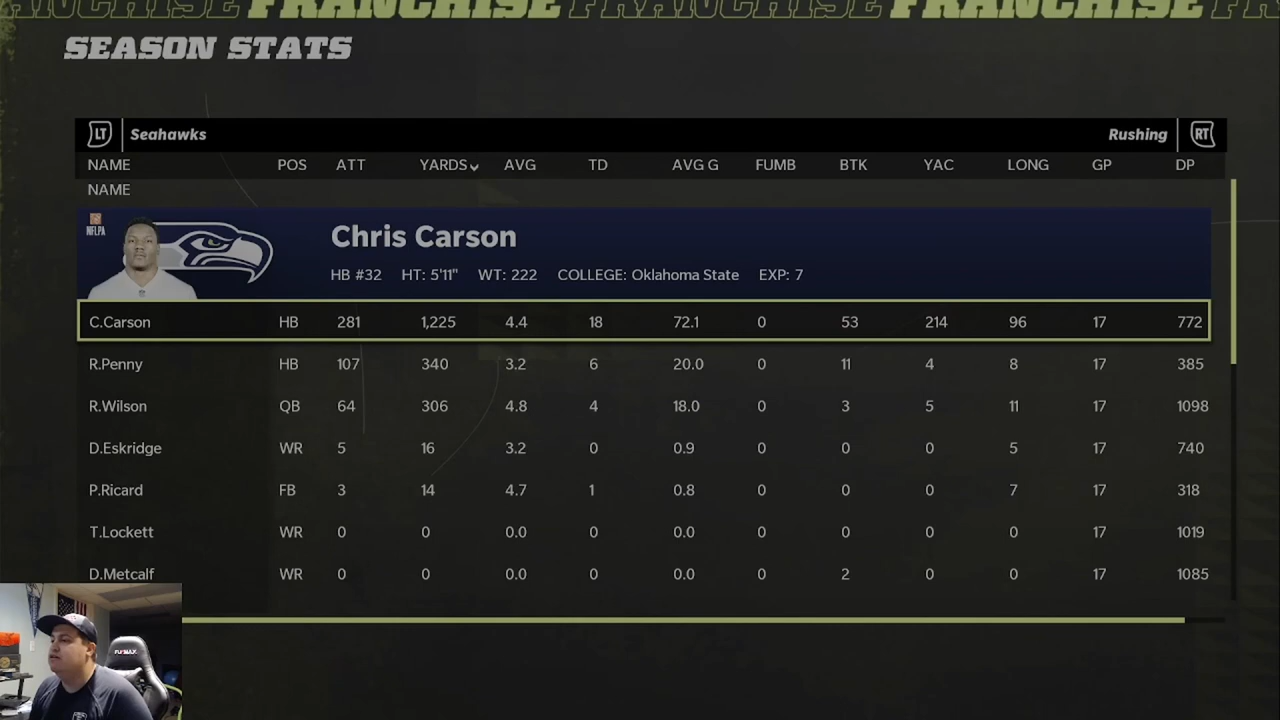 FRANCHISE FRANCHISE FRANCHISE FRANCHISE FR
SEASON STATS
LT Seahawks Rushing RT
NAME POS ATT YARDS AVG TD AVG G FUMB BTK YAC LONG GP DP
NAME
NFLPA
Chris Carson
HB #32 HT: 5'11" WT: 222 COLLEGE: Oklahoma State EXP: 7
C.Carson HB 281 1,225 4.4 18 72.1 0 53 214 96 17 772
R.Penny HB 107 340 3.2 6 20.0 0 11 4 8 17 385
R.Wilson QB 64 306 4.8 4 18.0 0 3 5 11 17 1098
D.Eskridge WR 5 16 3.2 0 0.9 0 0 0 5 17 740
P.Ricard FB 3 14 4.7 1 0.8 0 0 0 7 17 318
T.Lockett WR 0 0 0.0 0 0.0 0 0 0 0 17 1019
D.Metcalf WR 0 0 0.0 0 0.0 0 2 0 0 17 1085